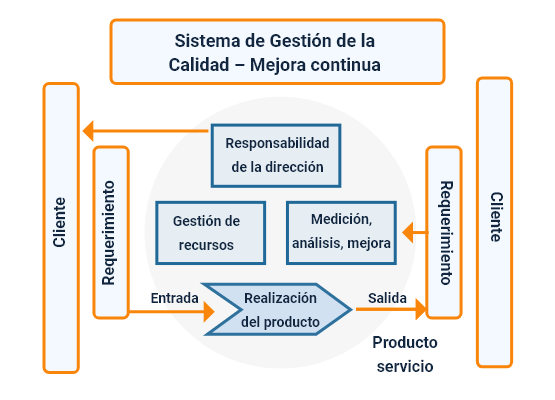 Sistema de Gestión de la
Calidad – Mejora continua
Cliente
Requerimiento
Responsabilidad
de la dirección
Gestión de
recursos
Medición,
análisis, mejora
Entrada
Realización
del producto
Salida
Producto
servicio
Requerimiento
Cliente